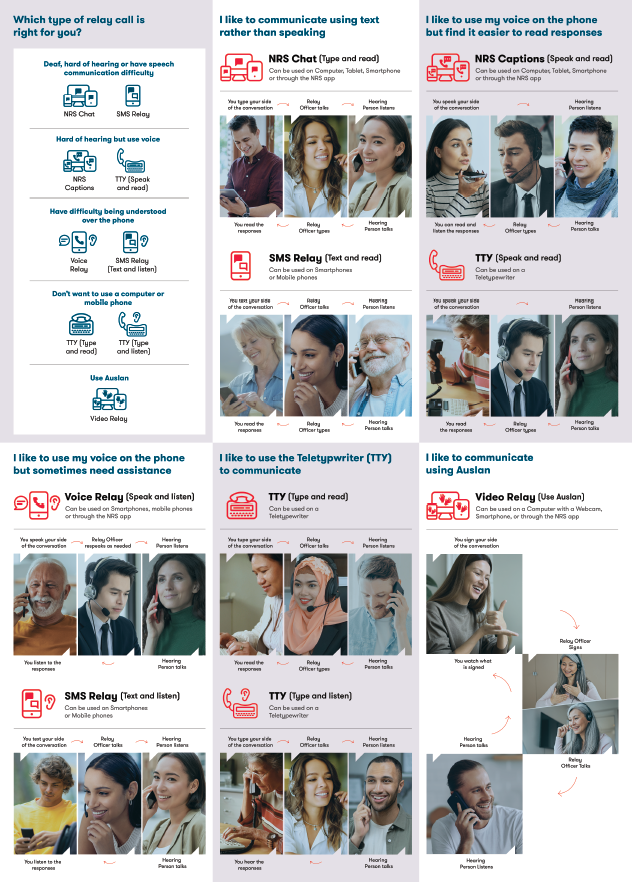 Which type of relay call is
right for you?
Deaf, hard of hearing or have speech
communication difficulty
NRS Chat
SMS Relay
Hard of hearing but use voice
NRS
Captions
TTY (Speak
and read)
Have difficulty being understood
over the phone
Voice
Relay
SMS Relay
(Text and listen)
Don't want to use a computer or
mobile phone
TTY (Type
and read)
TTY (Type
and listen)
Use Auslan
Video Relay
I like to communicate using text
rather than speaking
NRS Chat (Type and read)
Can be used on Computer, Tablet, Smartphone
or through the NRS app
You type your side
of the conversation
Relay
Officer talks
Hearing
Person listens
You read the
responses
Relay
Officer types
Hearing
Person talks
SMS Relay (Text and read)
Can be used on Smartphones
or Mobile phones
You text your side
of the conversation
Relay
Officer talks
Hearing
Person listens
You read the
responses
Relay
Officer types
Hearing
Person talks
I like to use my voice on the phone
but find it easier to read responses
NRS Captions (Speak and read)
Can be used on Computer, Tablet, Smartphone
or through the NRS app
You speak your side
of the conversation
Hearing
Person listens
You can read and
listen the responses
Relay
Officer types
Hearing
Person talks
TTY (Speak and read)
Can be used on a
Teletypewriter
You speak your side
of the conversation
Hearing
Person listens
You read
the responses
Relay
Officer types
Hearing
Person talks
I like to use my voice on the phone
but sometimes need assistance
Voice Relay (Speak and listen)
Can be used on Smartphones, mobile phones
or through the NRS app
You speak your side
of the conversation
Relay Officer
respeaks as needed
Hearing
Person listens
You listen to the
responses
Hearing
Person talks
SMS Relay (Text and listen)
Can be used on Smartphones
or Mobile phones
You text your side
of the conversation
Relay
Officer talks
Hearing
Person listens
You listen to the
responses
Hearing
Person talks
I like to use the Teletypewriter (TTY)
to communicate
TTY (Type and read)
Can be used on a
Teletypewriter
You type your side
of the conversation
Relay
Officer talks
Hearing
Person listens
You read the
responses
Relay
Officer types
Hearing
Person talks
TTY (Type and listen)
Can be used on a
Teletypewriter
You type your side
of the conversation
Relay
Officer talks
Hearing
Person listens
You hear the
responses
Hearing
Person talks
I like to communicate
using Auslan
Video Relay (Use Auslan)
Can be used on a Computer with a Webcam,
Smartphone, or through the NRS app
You sign your side
of the conversation
Relay Officer
Signs
You watch what
is signed
Hearing
Person talks
Relay
Officer Talks
Hearing
Person Listens